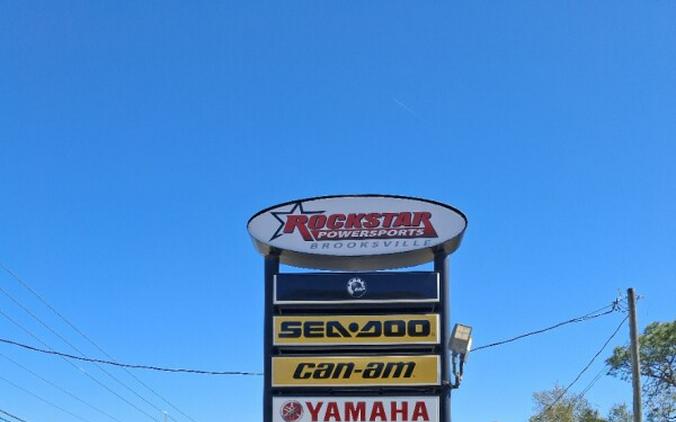 ROCKSTAR
POWERSPORTS
BROOKSVILLE
SEA-DOO
can-am
YAMAHA